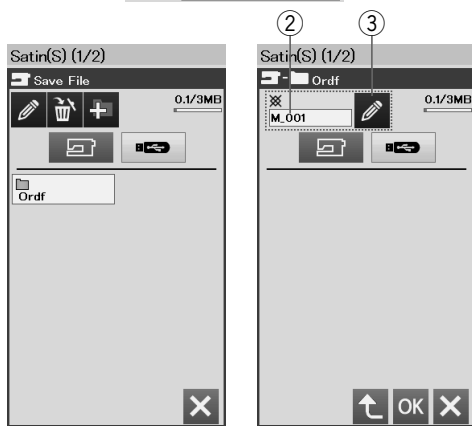 ② ③
Satin(S) (1/2)
Save File
0.1/3MB
Ordf
Satin(S) (1/2)
- Ordf
M_001
0.1/3MB
OK